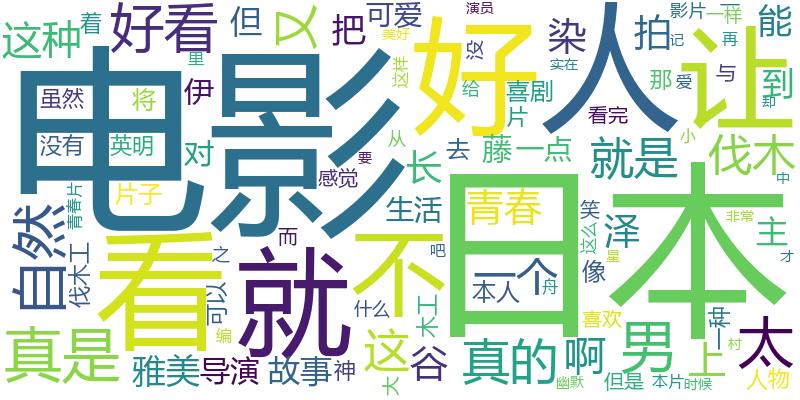 这种
着
好看
但
又
把
可爱
演员
美好
没
染
拍
人
影片
一样
记
再
能
里
伊
这样
实在
给
喜剧
片
好
让
那
爱
与
到
却
虽然
将
电影
看完
没有
英明
对
从
长
去
藤
一点
就是
小
伐木
中
青春片
片子
感觉
要
日本
青春
笑
这么
泽
主
非常
才
自然
伐木工
看
之
而
生活
不
吧
一个
本人
舟
像
星
可以
就
什么
木工
喜欢
一种
村
太
真是
雅美
编
导演
故事
神
这
大
谷
真的
幽默
啊
男
但是
本片
上
时候
人物